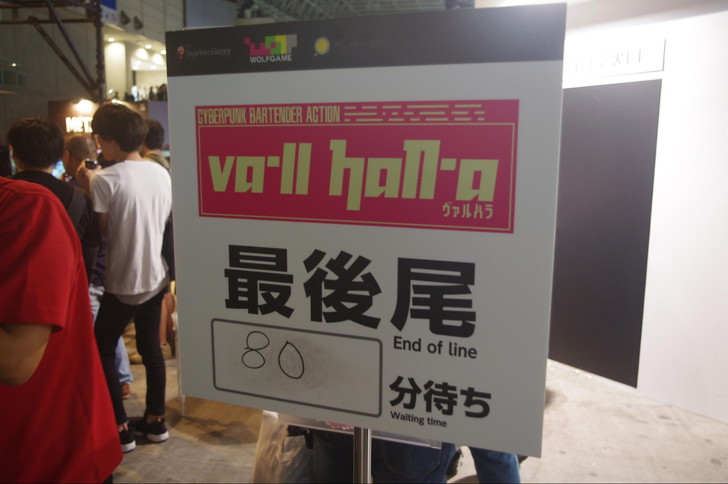 WOLFGAME
CYBERPUNK BARTENDER ACTION
va-ll hall-a
ヴァルハラ
最後尾
End of line
80
分待ち
Waiting time